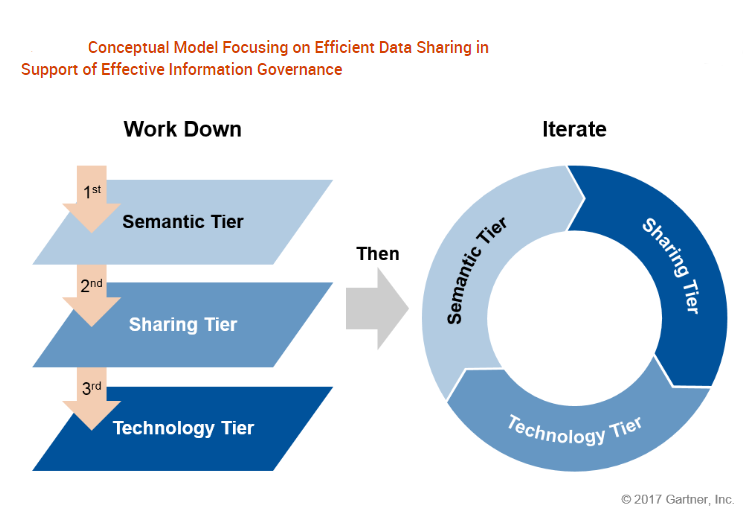 Conceptual Model Focusing on Efficient Data Sharing in
Support of Effective Information Governance
Work Down
1st
Semantic Tier
2nd
Sharing Tier
3rd
Technology Tier
Then
Iterate
Semantic Tier
Sharing Tier
Technology Tier
© 2017 Gartner, Inc.